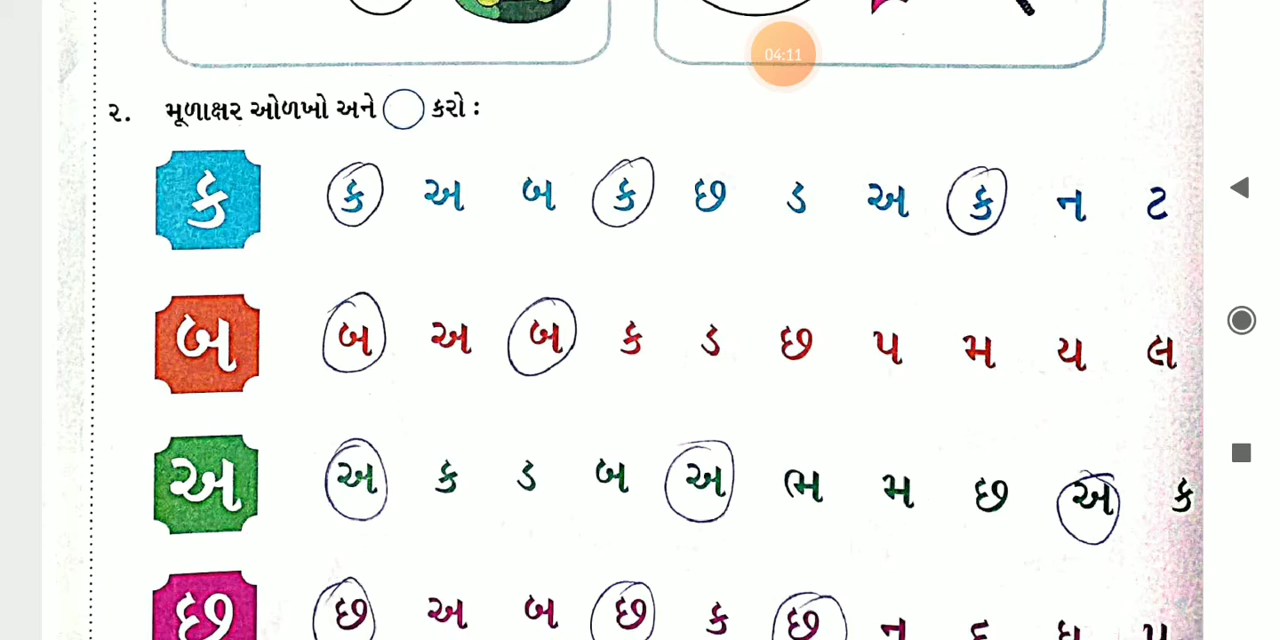 04:11
૨. મૂળાક્ષર ઓળખો અને ◯ કરો :
ક ક અ બ ક છ ડ અ ક ન ટ
બ બ અ બ ક ડ છ પ મ ય લ
અ અ ક ડ બ અ ભ મ છ અ ક
છ છ અ બ છ ક છ ન